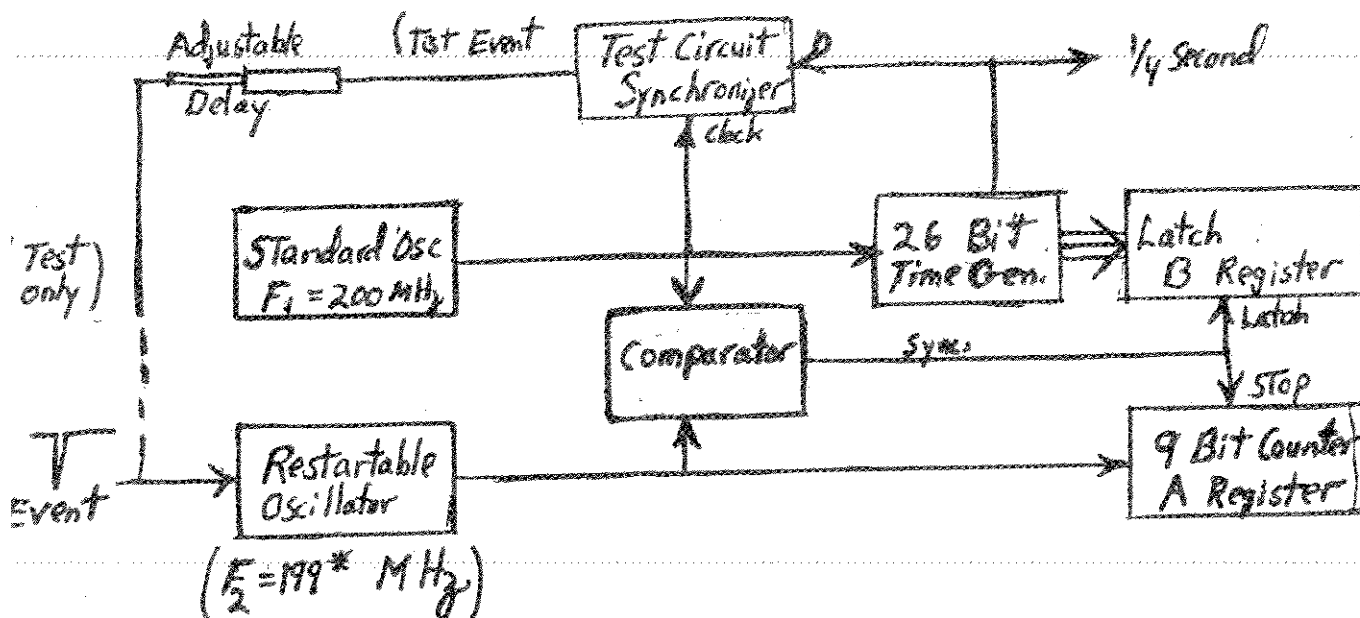 Adjustable
Delay
(Tst Event
Test Circuit
Synchronizer
D
Clock
1/4 Second
Test
only)
Standard Osc
F1 = 200 MHz
26 Bit
Time Gen.
Latch
B Register
Latch
Comparator
Sync.
Stop
Event
Restartable
Oscillator
(F2 = 199* MHz)
9 Bit Counter
A Register